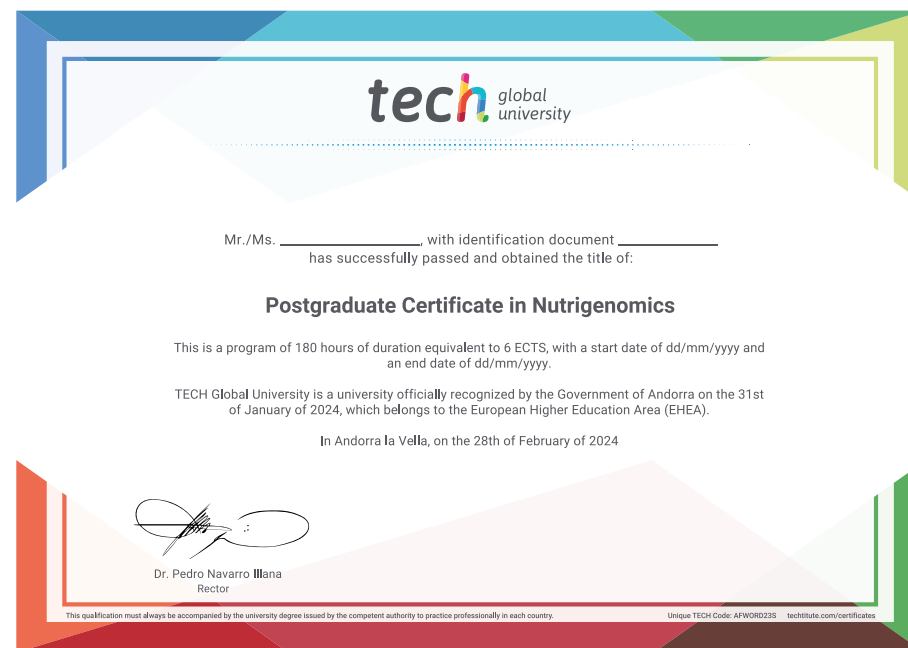 tech global university
Mr./Ms. ____________, with identification document ____________
has successfully passed and obtained the title of:
Postgraduate Certificate in Nutrigenomics
This is a program of 180 hours of duration equivalent to 6 ECTS, with a start date of dd/mm/yyyy and
an end date of dd/mm/yyyy.
TECH Global University is a university officially recognized by the Government of Andorra on the 31st
of January of 2024, which belongs to the European Higher Education Area (EHEA).
In Andorra la Vella, on the 28th of February of 2024
Dr. Pedro Navarro Illana
Rector
This qualification must always be accompanied by the university degree issued by the competent authority to practice professionally in each country.
Unique TECH Code: AFWORD23S techtitute.com/certificates